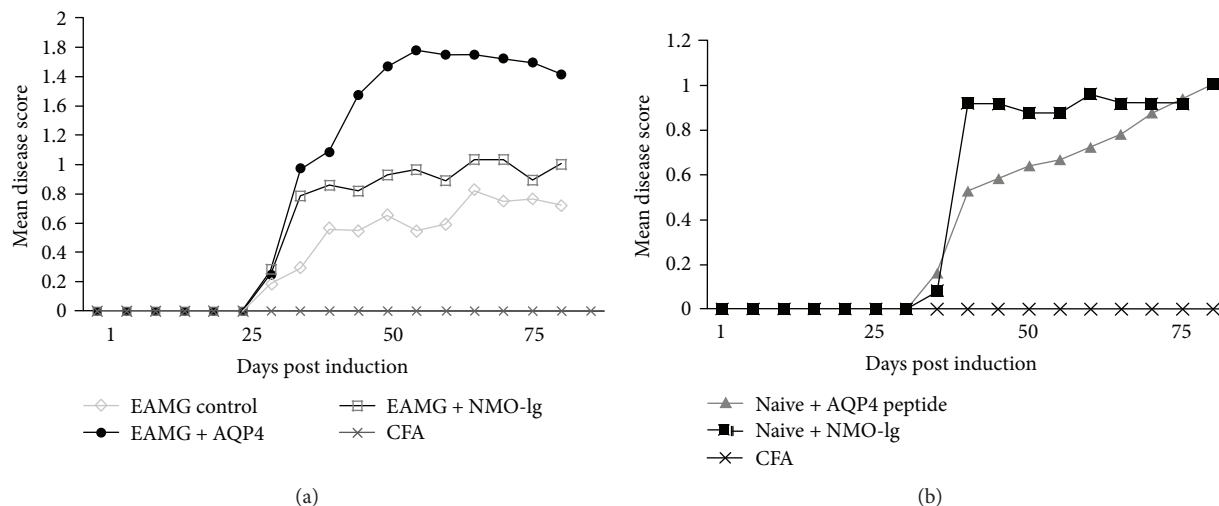 Mean disease score
2
1.8
1.4
1.6
1.2
1
0.8
0.6
0.4
0.2
0
1
25
50
75
Days post induction
EAMG control
EAMG + AQP4
EAMG + NMO-lg
CFA
(a)
Mean disease score
1.2
1
0.8
0.6
0.4
0.2
0
1
25
50
75
Days post induction
Naive + AQP4 peptide
Naive + NMO-lg
CFA
(b)